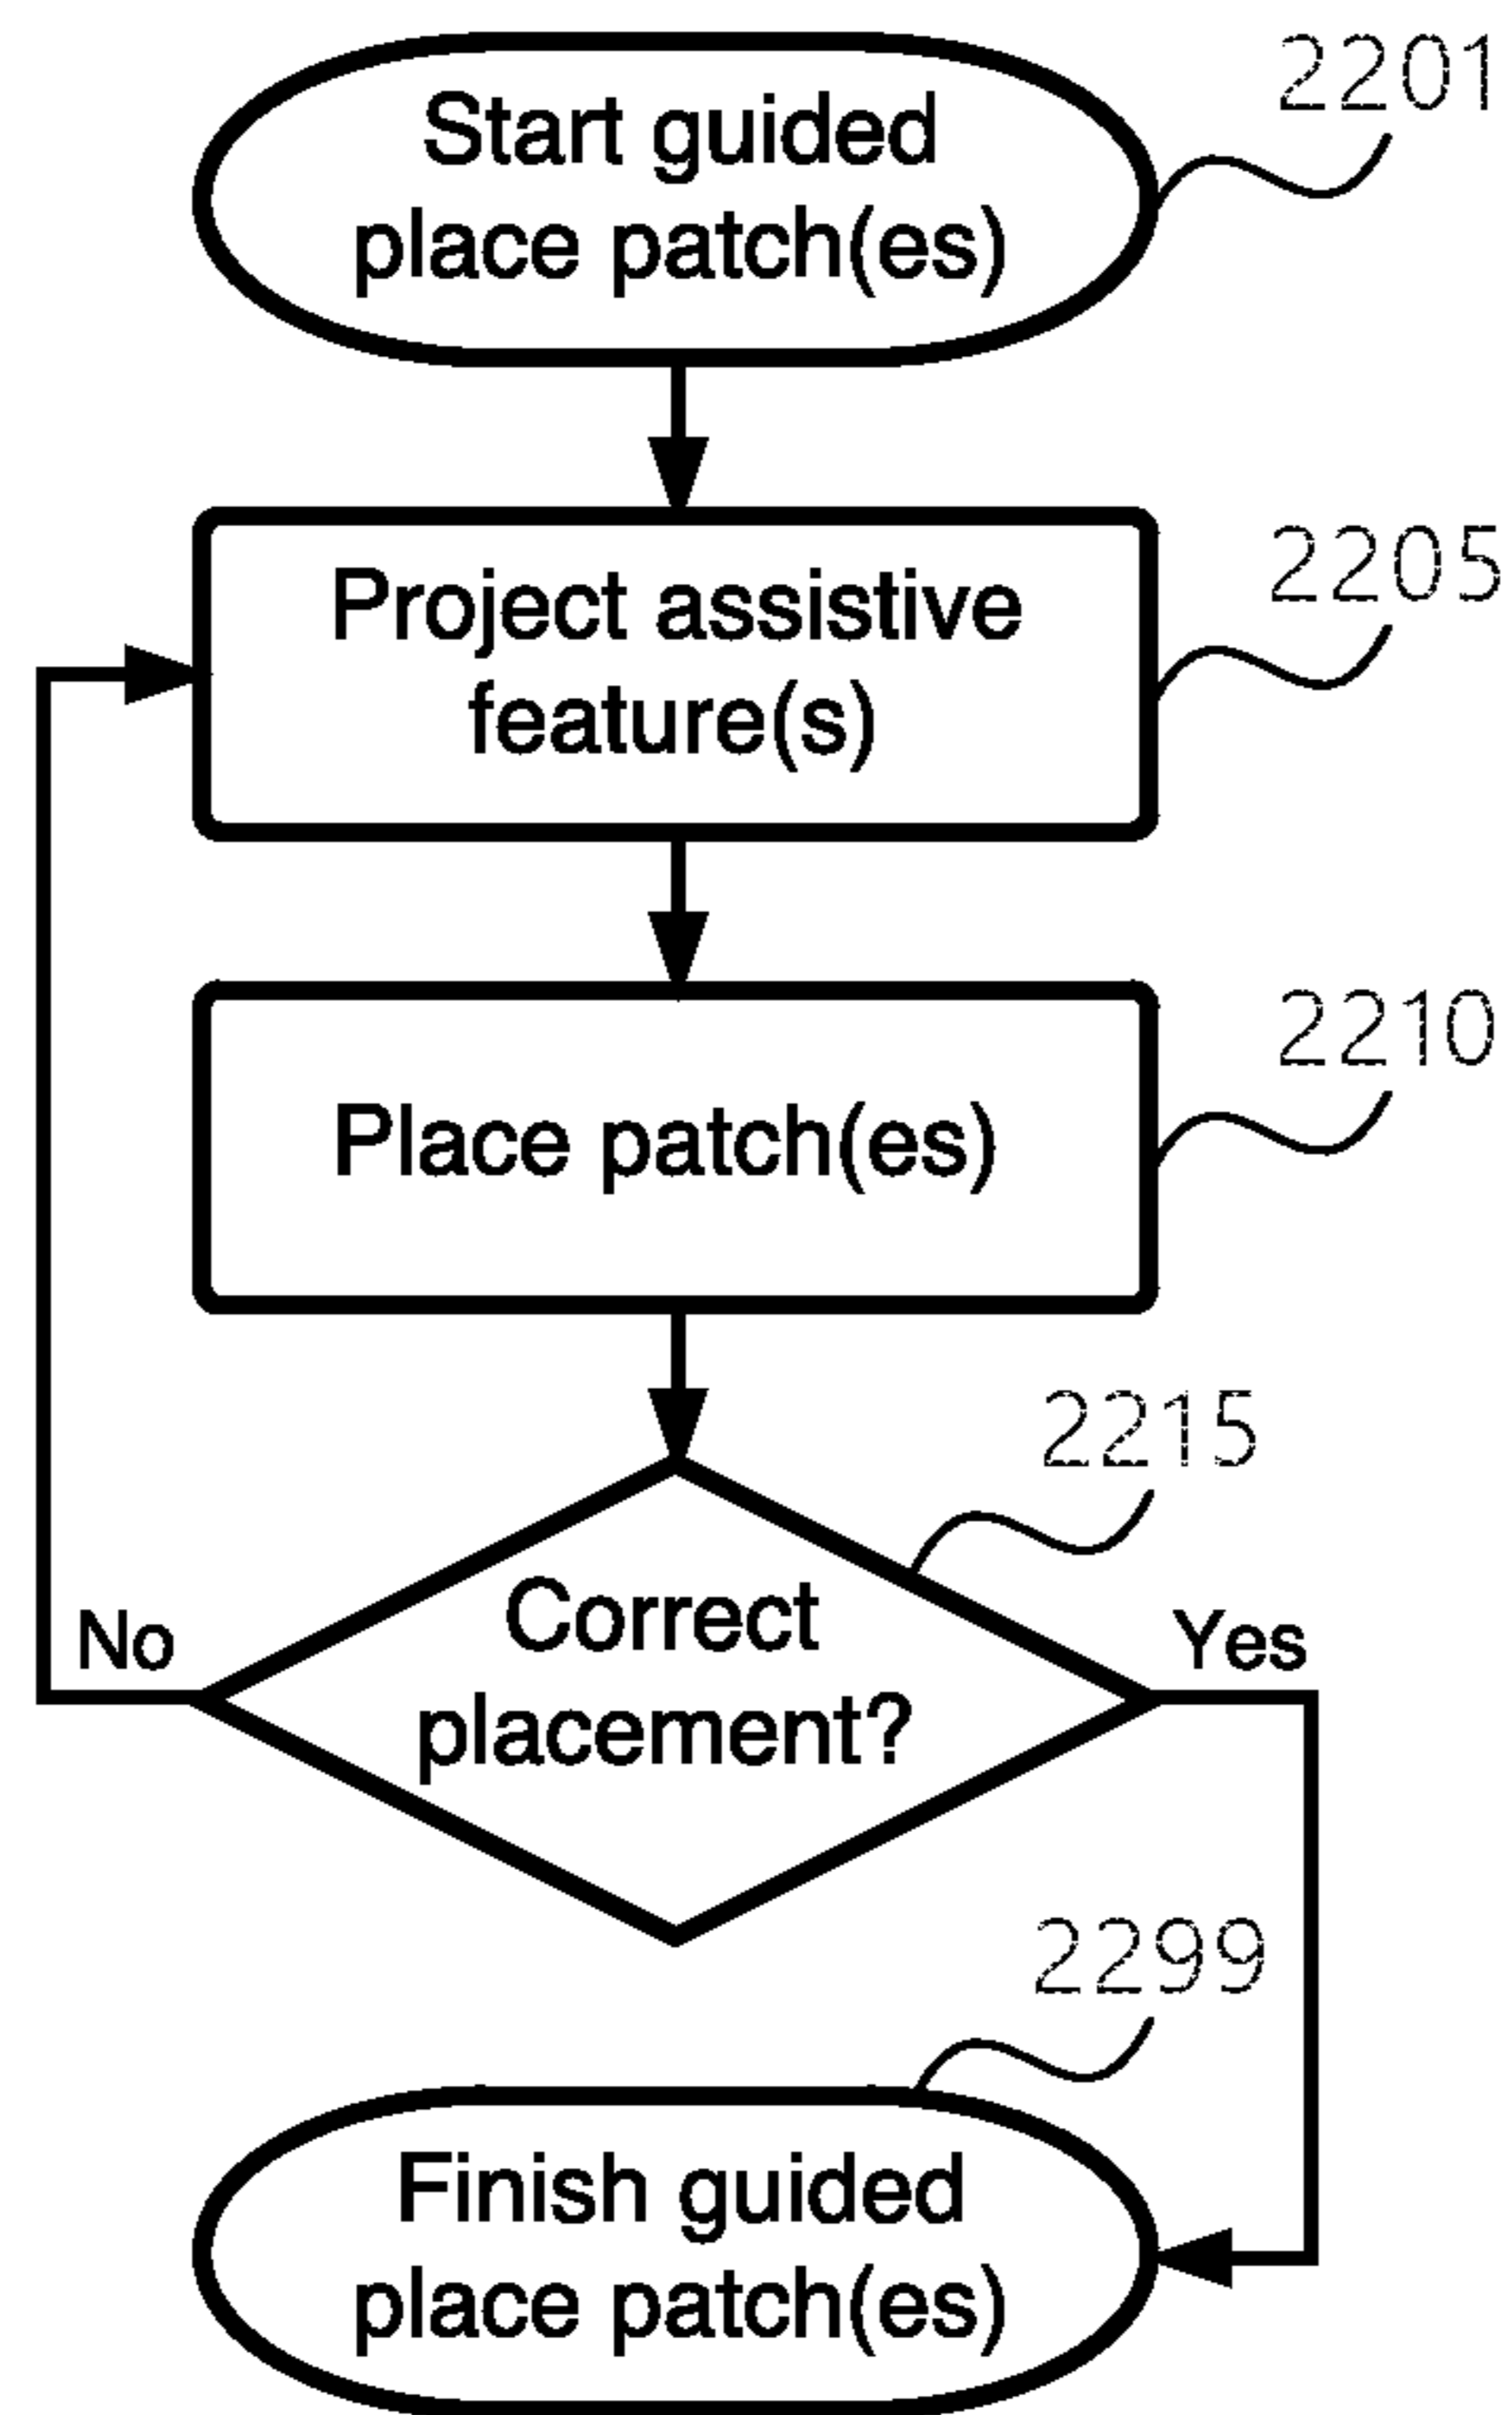 2201
Start guided
place patch(es)
2205
Project assistive
feature(s)
2210
Place patch(es)
2215
Correct
placement?
No
Yes
2299
Finish guided
place patch(es)